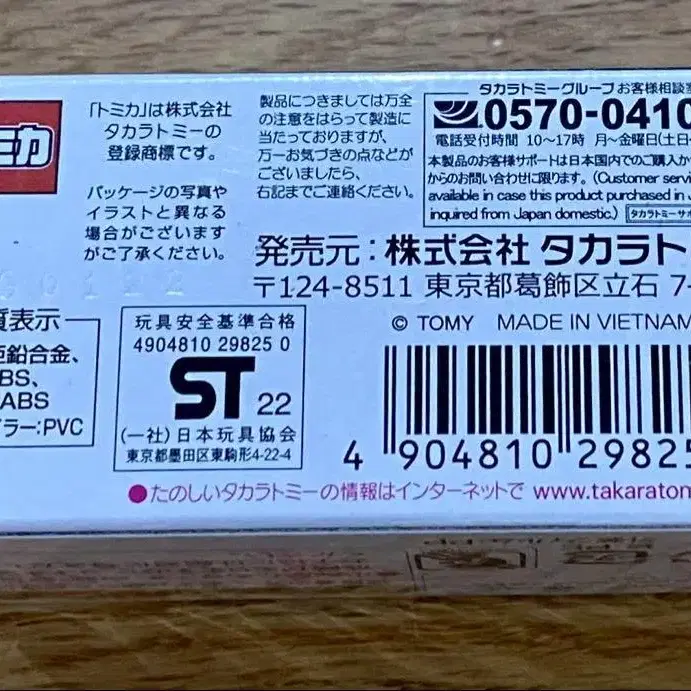 トミカ
「トミカ」は株式会社
タカラトミーの
登録商標です。
パッケージの写真や
イラストと異なる
場合がございます
がご了承ください。
製品につきましては万全
の注意をはらって製造に
当たっておりますが、
万一お気づきの点などが
ございましたら、
右記までご連絡ください。
タカラトミーグループ お客様相談室
0570-0410
電話受付時間 10〜17時 月〜金曜日(土日・
本製品のお客様サポートは日本国内でのご購入か
からのお問い合わせに限ります。(Customer servi
available in case this product purchased in J
inquired from Japan domestic.)
発売元:株式会社 タカラト
〒124-8511 東京都葛飾区立石 7-
© TOMY MADE IN VIETNAM
質表示
亜鉛合金、
BS、
ABS
ラー:PVC
玩具安全基準合格
4904810 29825 0
ST 22
(一社)日本玩具協会
東京都墨田区東駒形4-22-4
4 904810 29825
●たのしいタカラトミーの情報はインターネットで www.takaratom